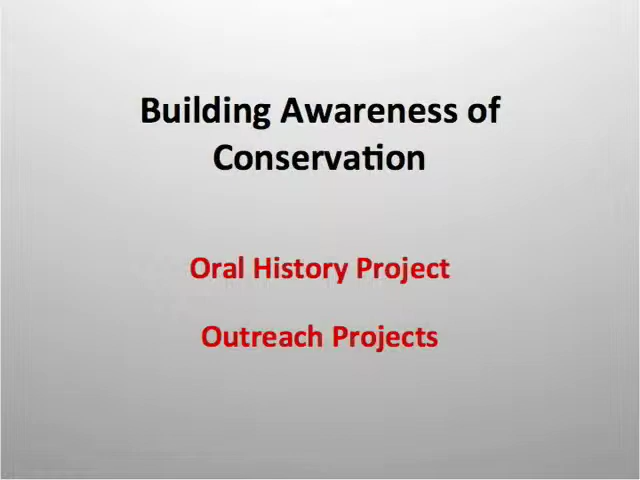 Building Awareness of
Conservation
Oral History Project
Outreach Projects